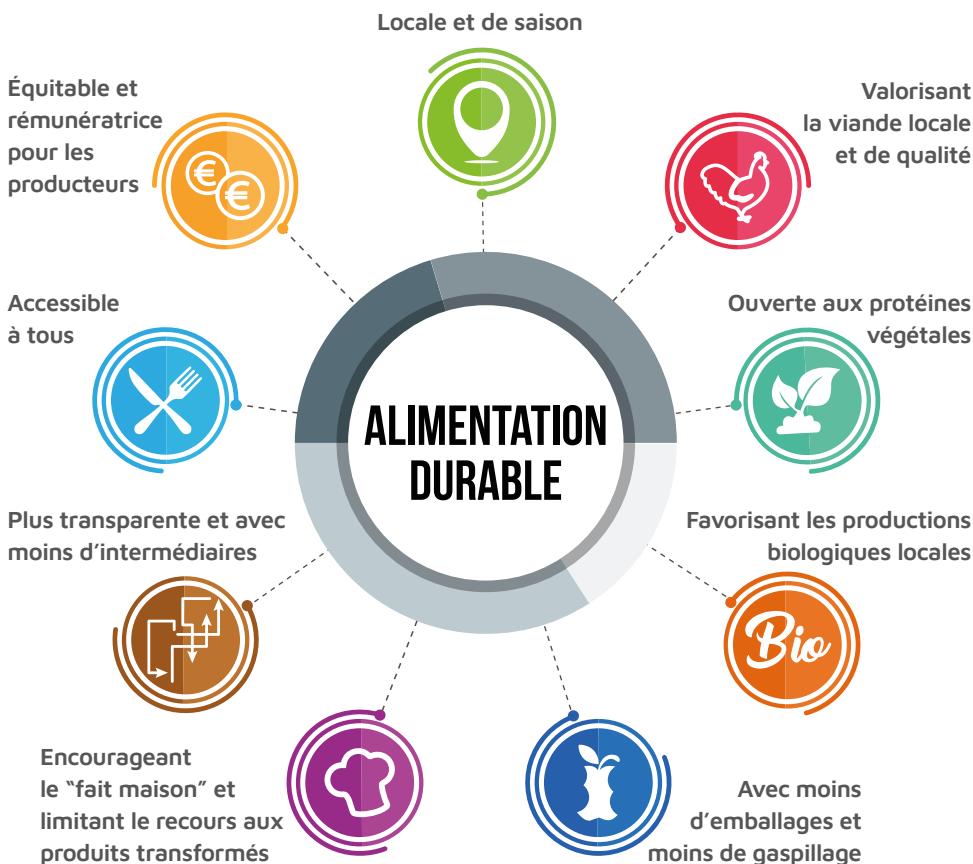 Locale et de saison
Équitable et
rémunératrice
pour les
producteurs
€
€
Valorisant
la viande locale
et de qualité
Accessible
à tous
Ouverte aux protéines
végétales
ALIMENTATION
DURABLE
Plus transparente et avec
moins d’intermédiaires
Favorisant les productions
biologiques locales
Bio
Encourageant
le “fait maison” et
limitant le recours aux
produits transformés
Avec moins
d’emballages et
moins de gaspillage